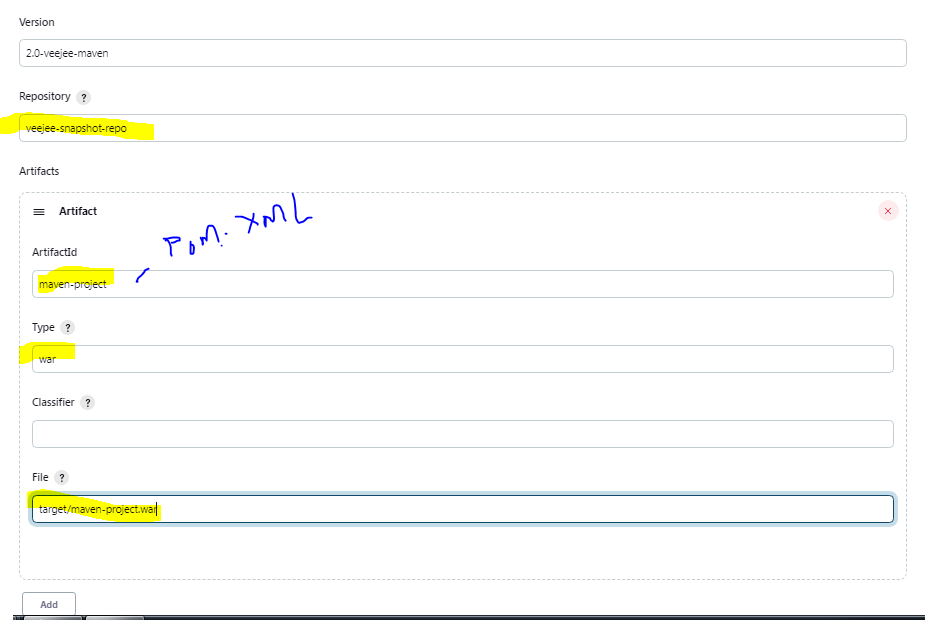 Version
2.0-veejee-maven
Repository ?
veejee-snapshot-repo
Artifacts
Artifact
POM. XML
ArtifactId
maven-project
Type ?
war
Classifier ?
File ?
target/maven-project.war
Add